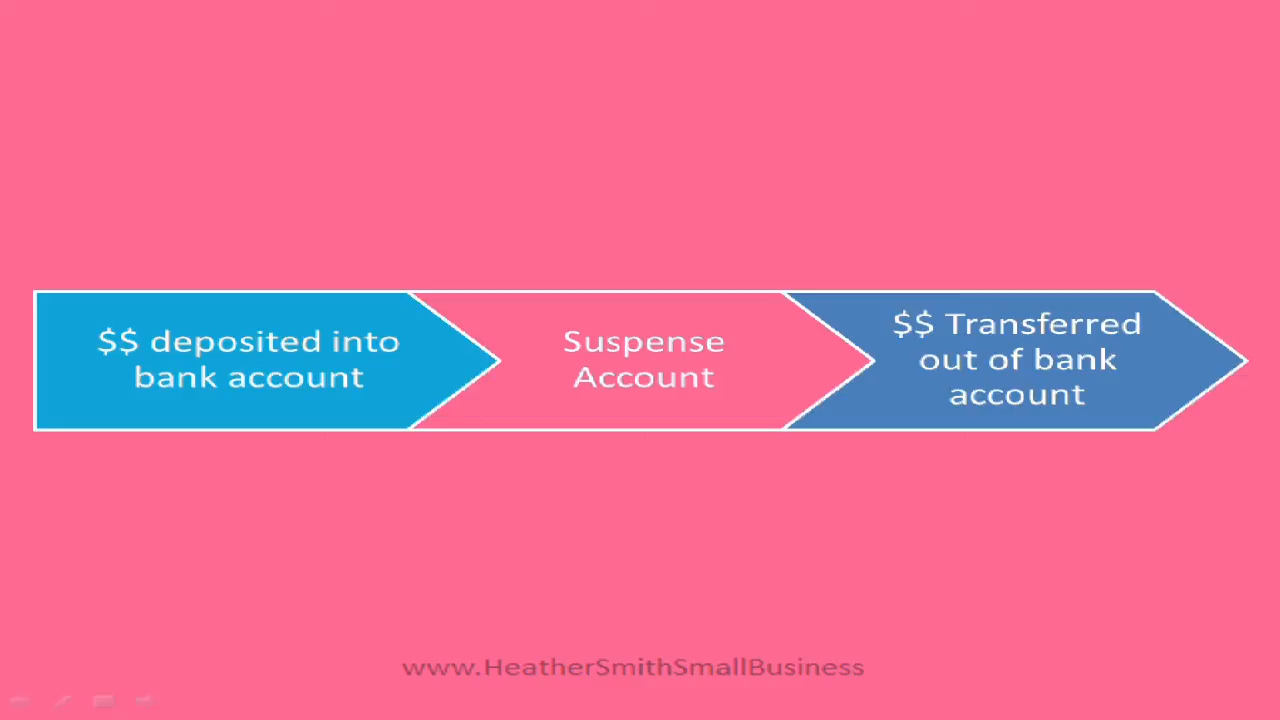 $$ deposited into
bank account
Suspense
Account
$$ Transferred
out of bank
account
www.HeatherSmithSmallBusiness